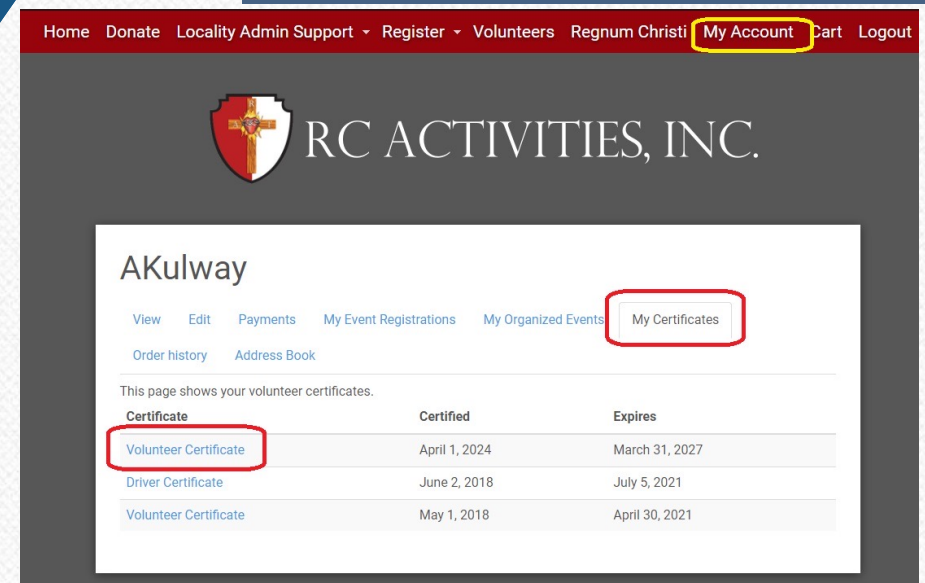 Home Donate Locality Admin Support Register Volunteers Regnum Christi My Account Cart Logout
RC ACTIVITIES, INC.
AKulway
View Edit Payments My Event Registrations My Organized Events My Certificates
Order history Address Book
This page shows your volunteer certificates.
Certificate Certified Expires
Volunteer Certificate April 1, 2024 March 31, 2027
Driver Certificate June 2, 2018 July 5, 2021
Volunteer Certificate May 1, 2018 April 30, 2021